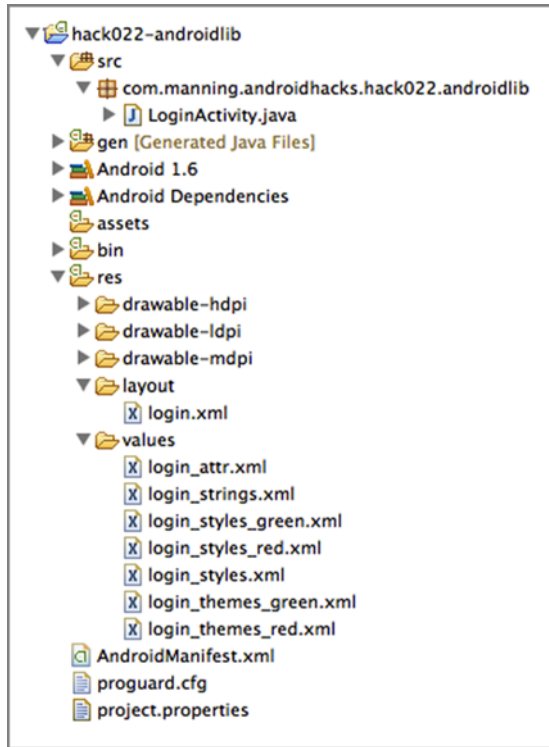 hack022-androidlib
src
com.manning.androidhacks.hack022.androidlib
LoginActivity.java
gen [Generated Java Files]
Android 1.6
Android Dependencies
assets
bin
res
drawable-hdpi
drawable-ldpi
drawable-mdpi
layout
login.xml
values
login_attr.xml
login_strings.xml
login_styles_green.xml
login_styles_red.xml
login_styles.xml
login_themes_green.xml
login_themes_red.xml
AndroidManifest.xml
proguard.cfg
project.properties